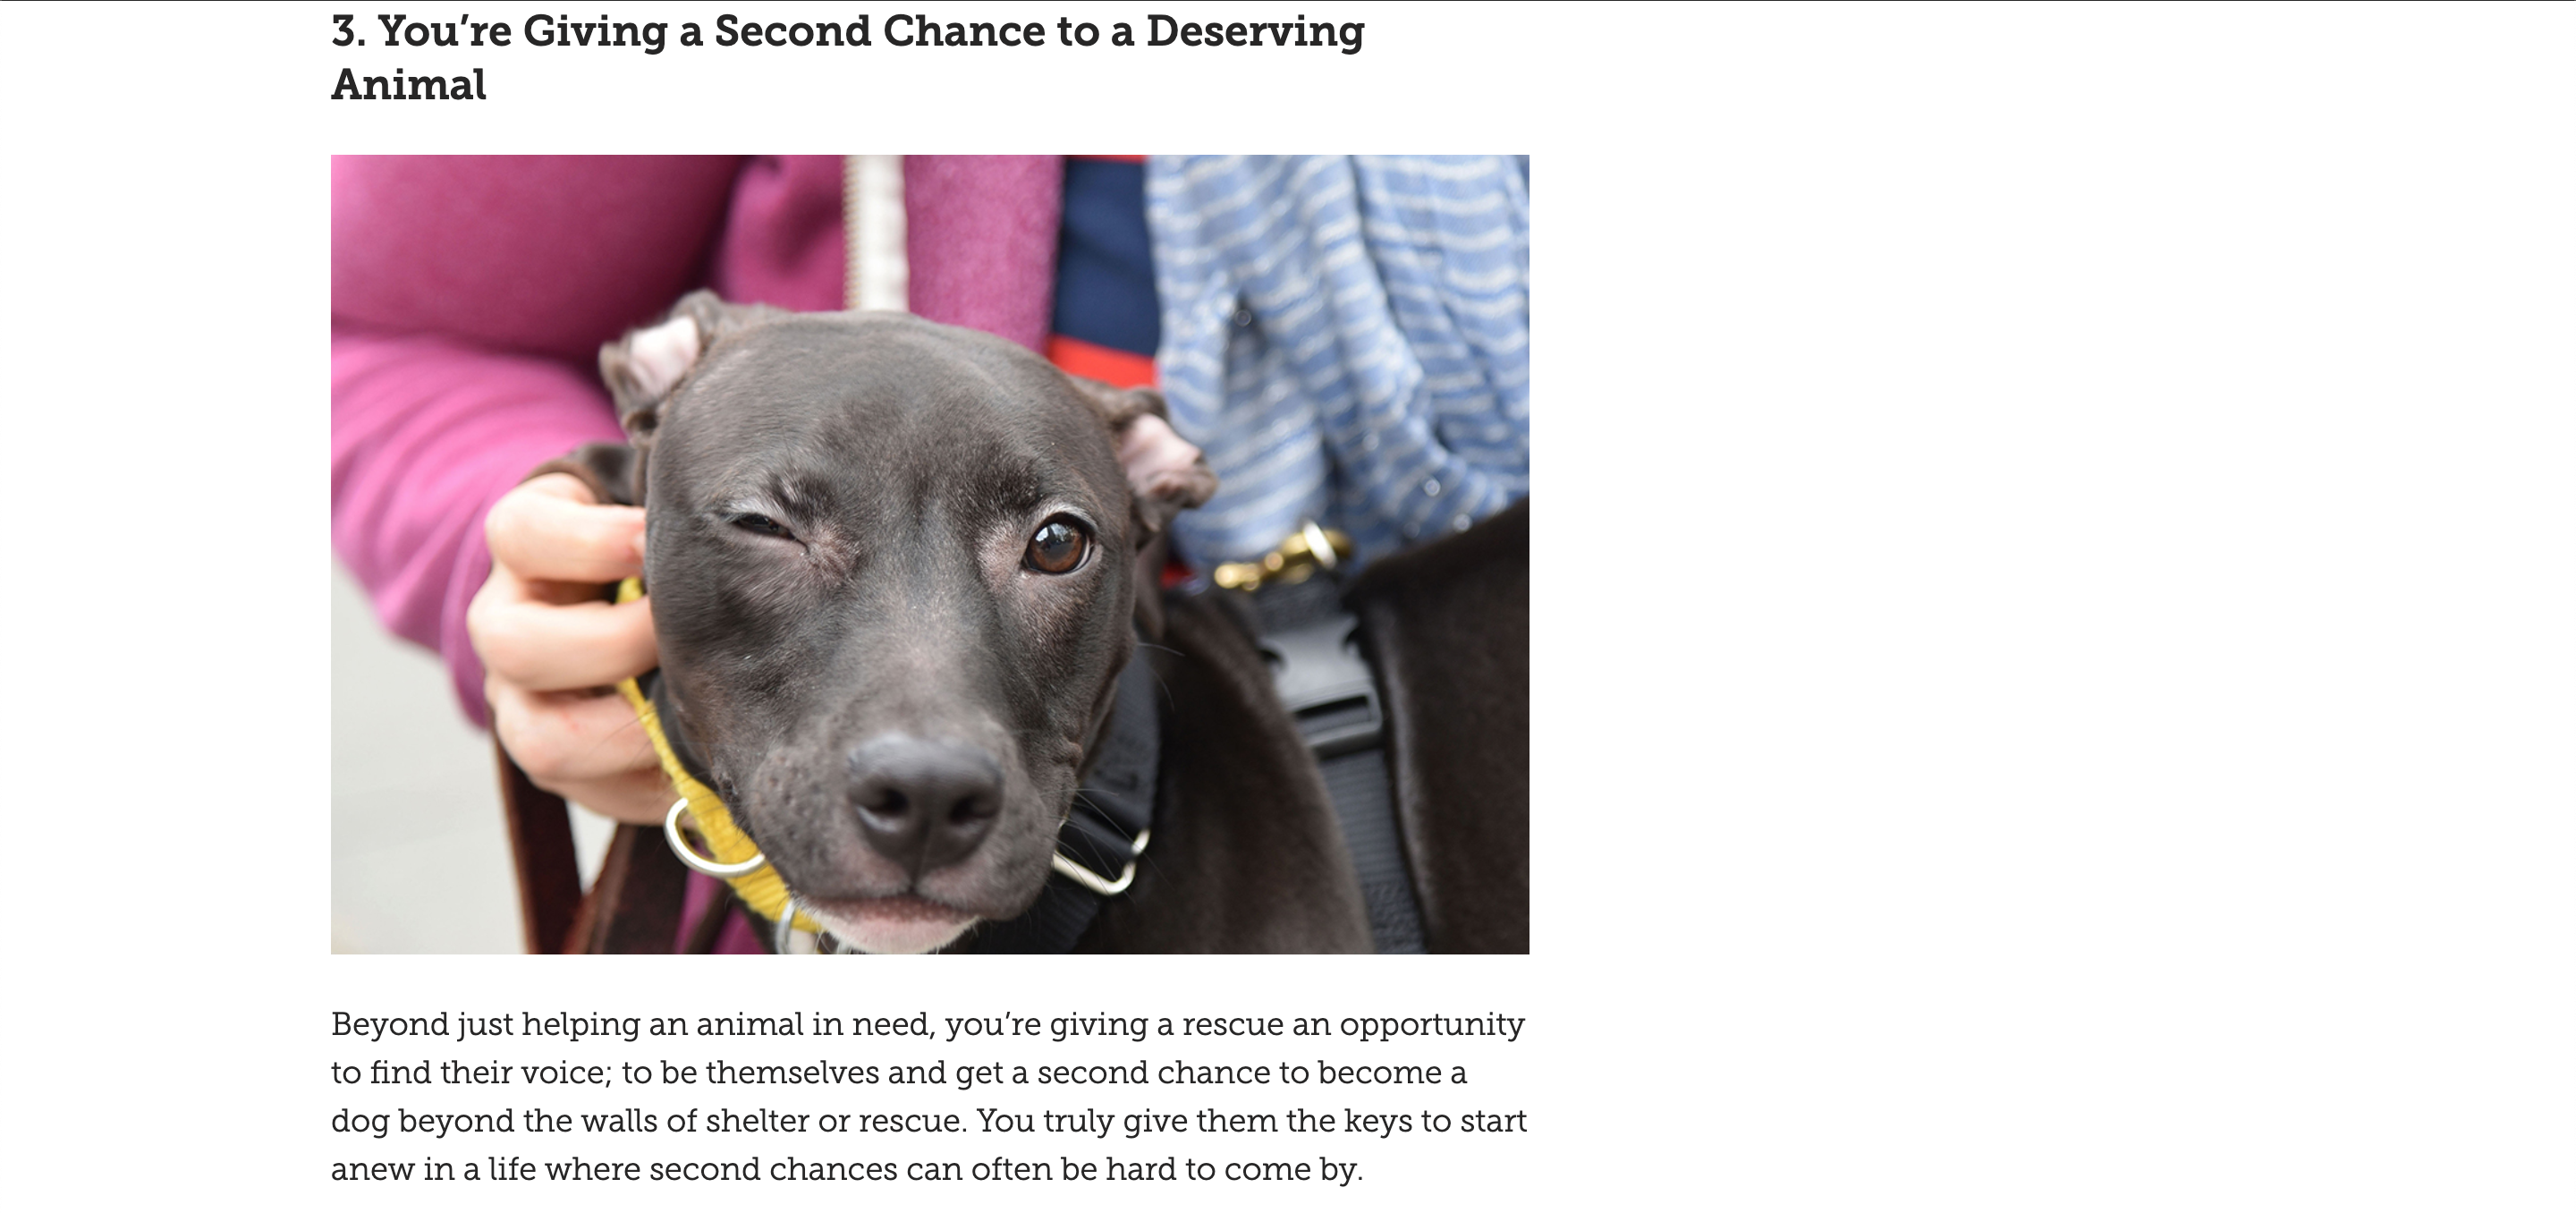 3. You’re Giving a Second Chance to a Deserving
Animal
Beyond just helping an animal in need, you’re giving a rescue an opportunity
to find their voice; to be themselves and get a second chance to become a
dog beyond the walls of shelter or rescue. You truly give them the keys to start
anew in a life where second chances can often be hard to come by.